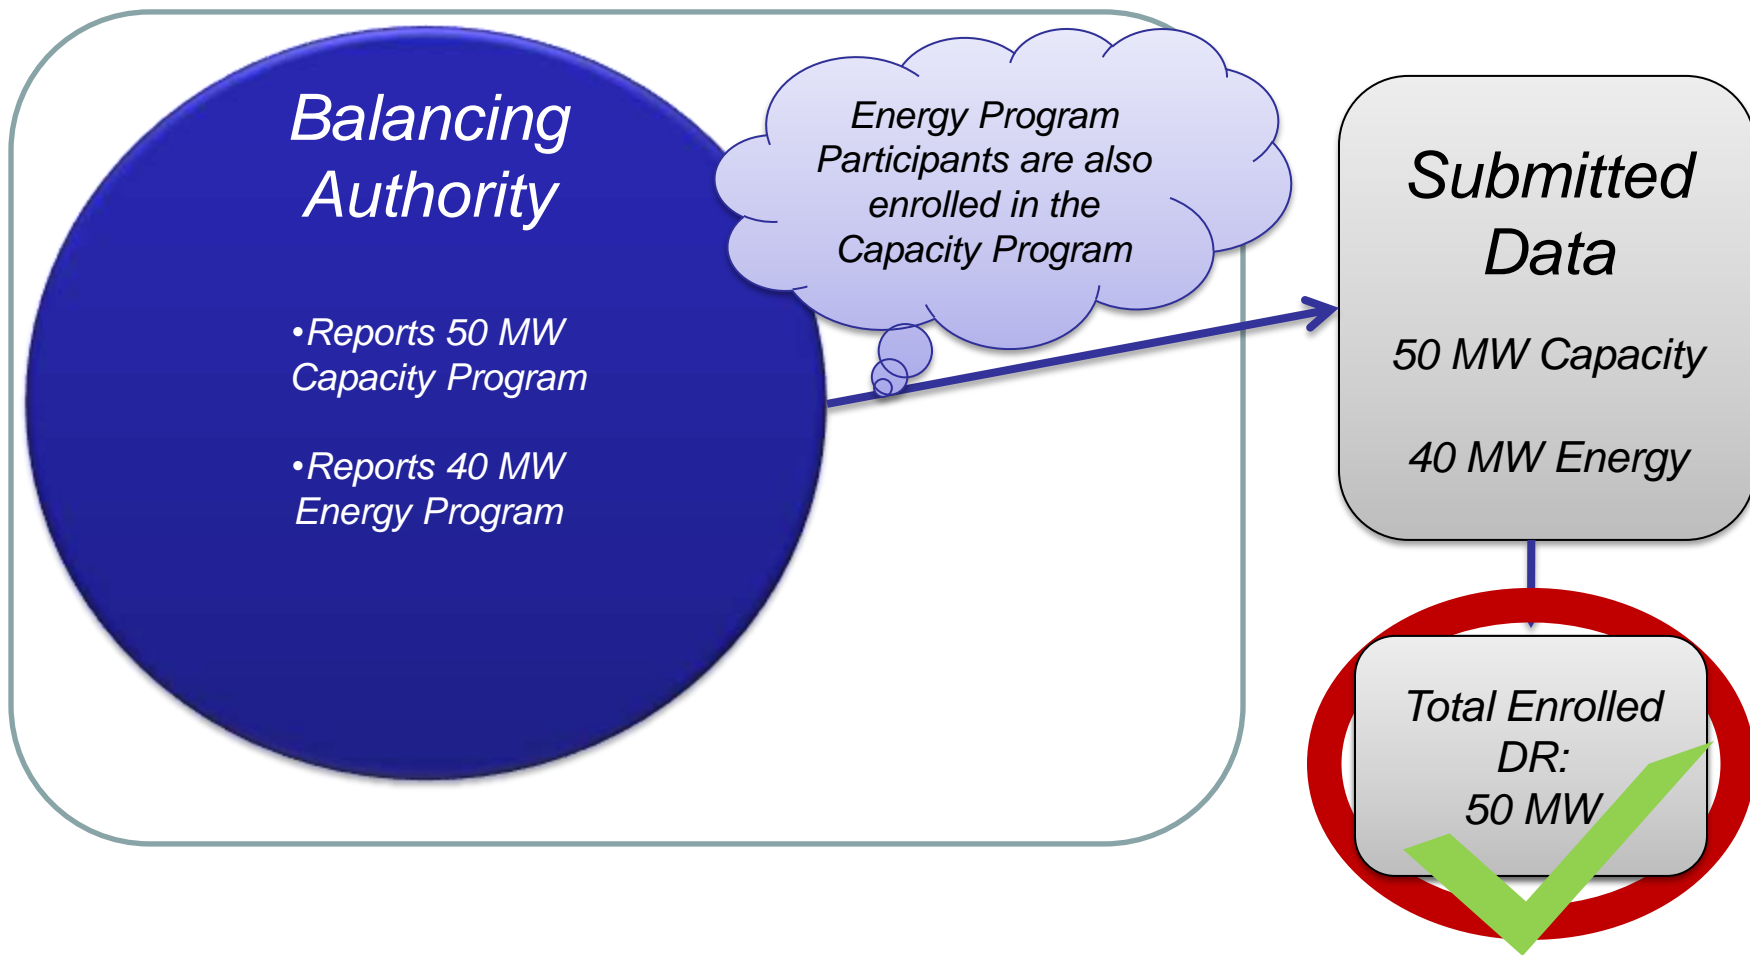 Balancing
Authority
•Reports 50 MW
Capacity Program
•Reports 40 MW
Energy Program
Energy Program
Participants are also
enrolled in the
Capacity Program
Submitted
Data
50 MW Capacity
40 MW Energy
Total Enrolled
DR:
50 MW